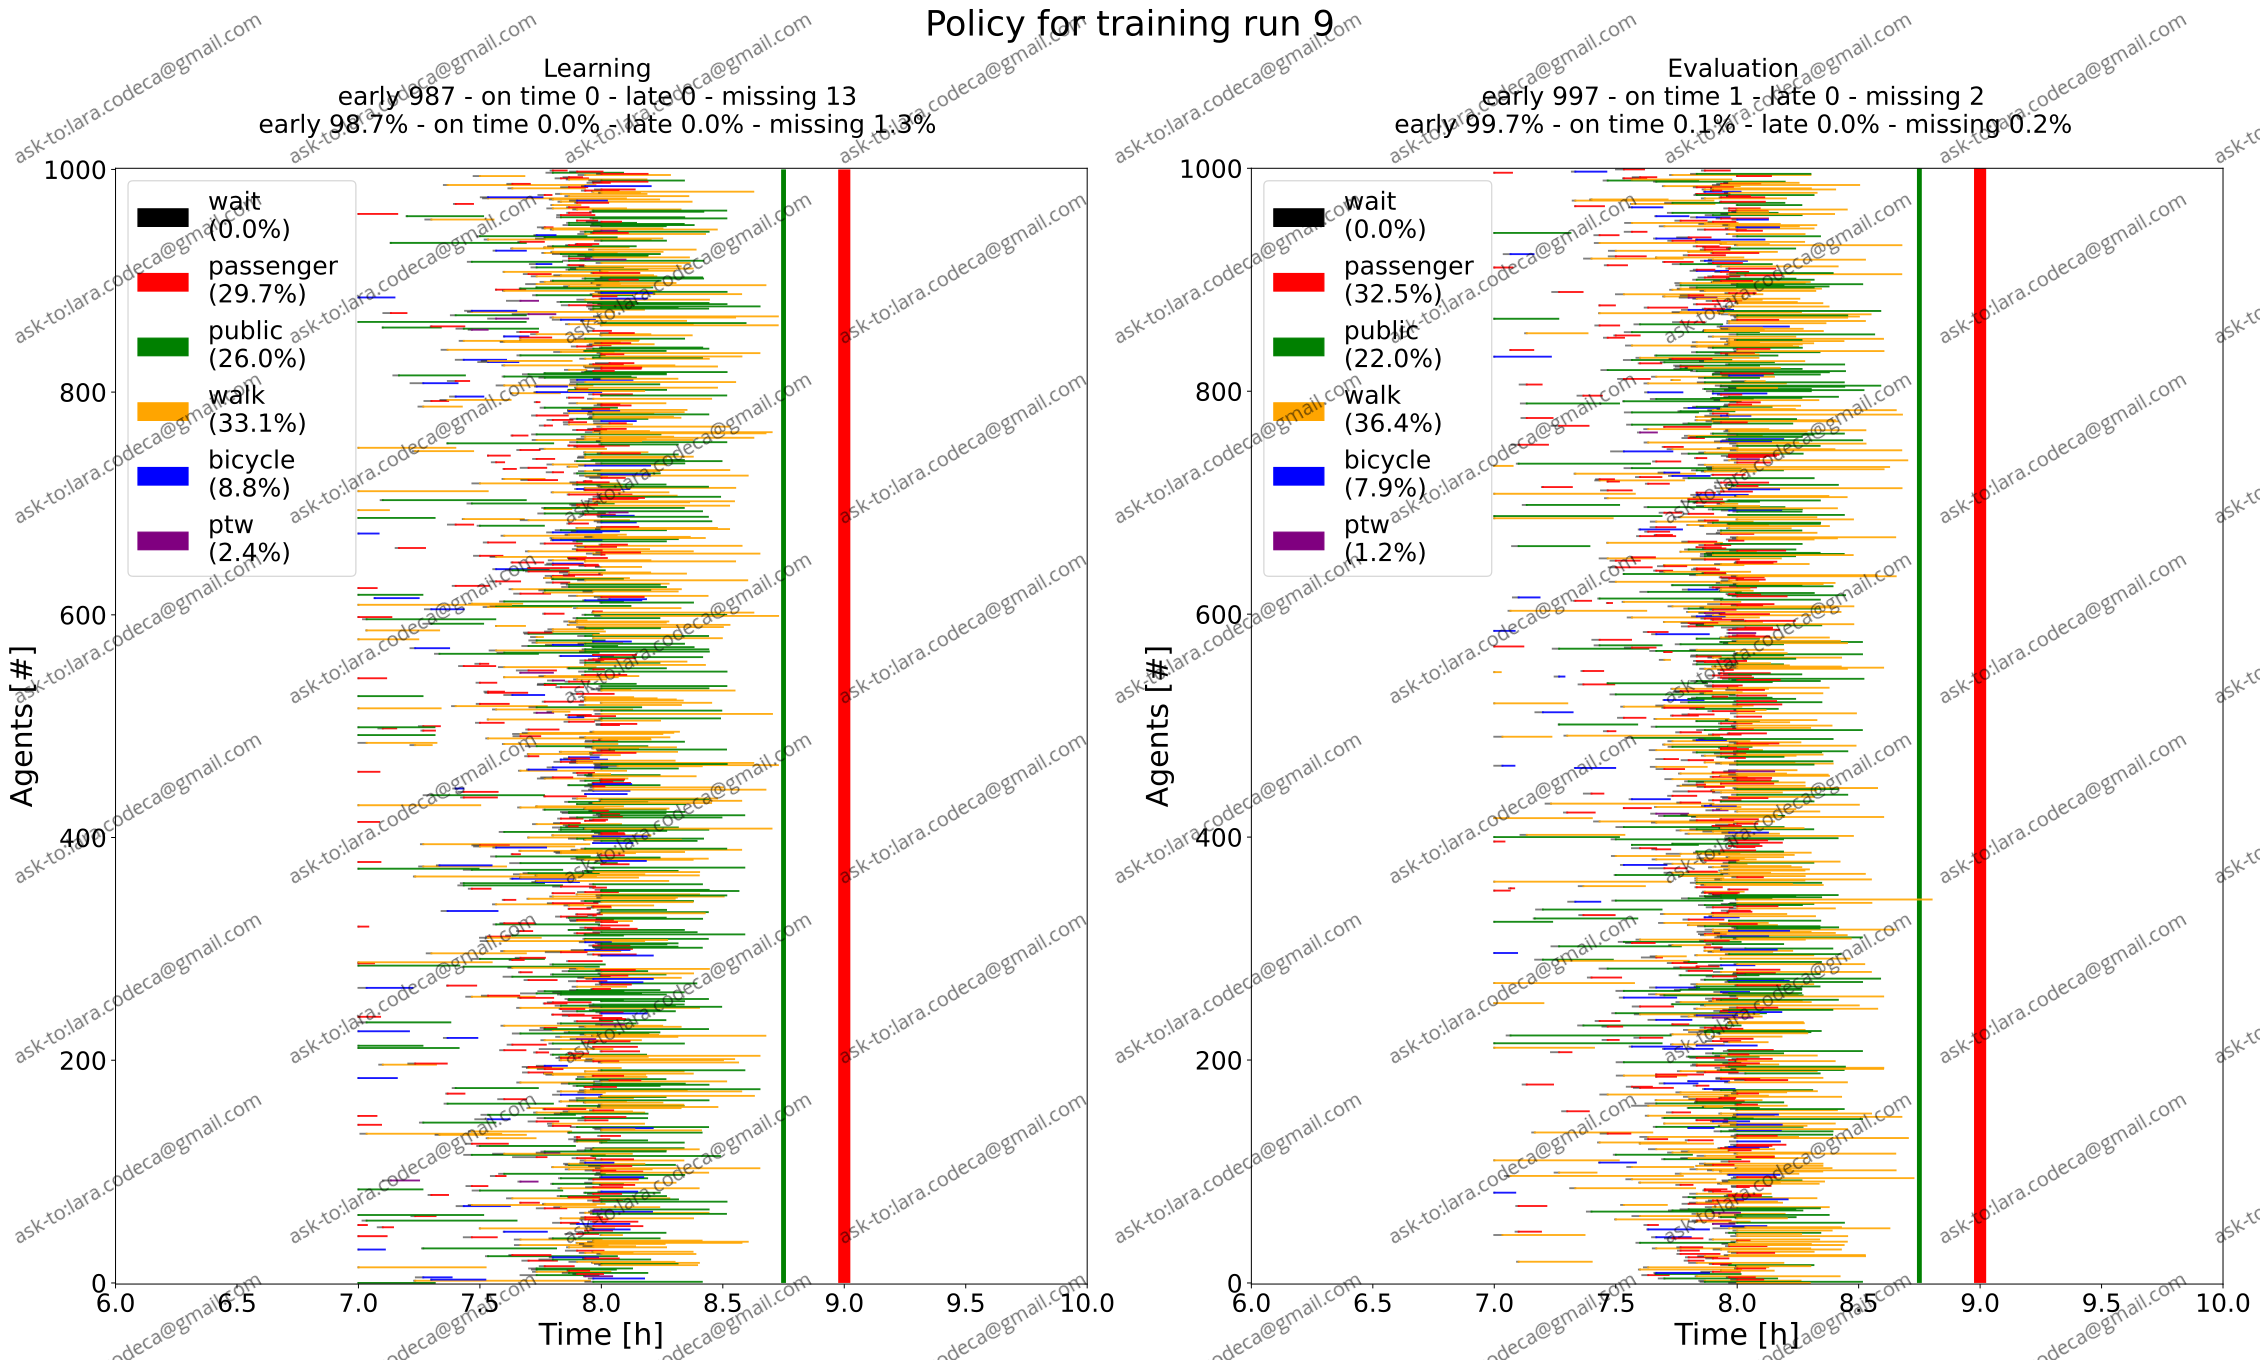 Policy for training run 9
Learning
early 987 - on time 0 - late 0 - missing 13
early 98.7% - on time 0.0% - late 0.0% - missing 1.3%
1000
800
600
400
200
0
Agents [#]
wait
(0.0%)
passenger
(29.7%)
public
(26.0%)
walk
(33.1%)
bicycle
(8.8%)
ptw
(2.4%)
6.0 6.5 7.0 7.5 8.0 8.5 9.0 9.5 10.0
Time [h]
Evaluation
early 997 - on time 1 - late 0 - missing 2
early 99.7% - on time 0.1% - late 0.0% - missing 0.2%
1000
800
600
400
200
0
Agents [#]
wait
(0.0%)
passenger
(32.5%)
public
(22.0%)
walk
(36.4%)
bicycle
(7.9%)
ptw
(1.2%)
6.0 6.5 7.0 7.5 8.0 8.5 9.0 9.5 10.0
Time [h]
ask-to:lara.codeca@gmail.com